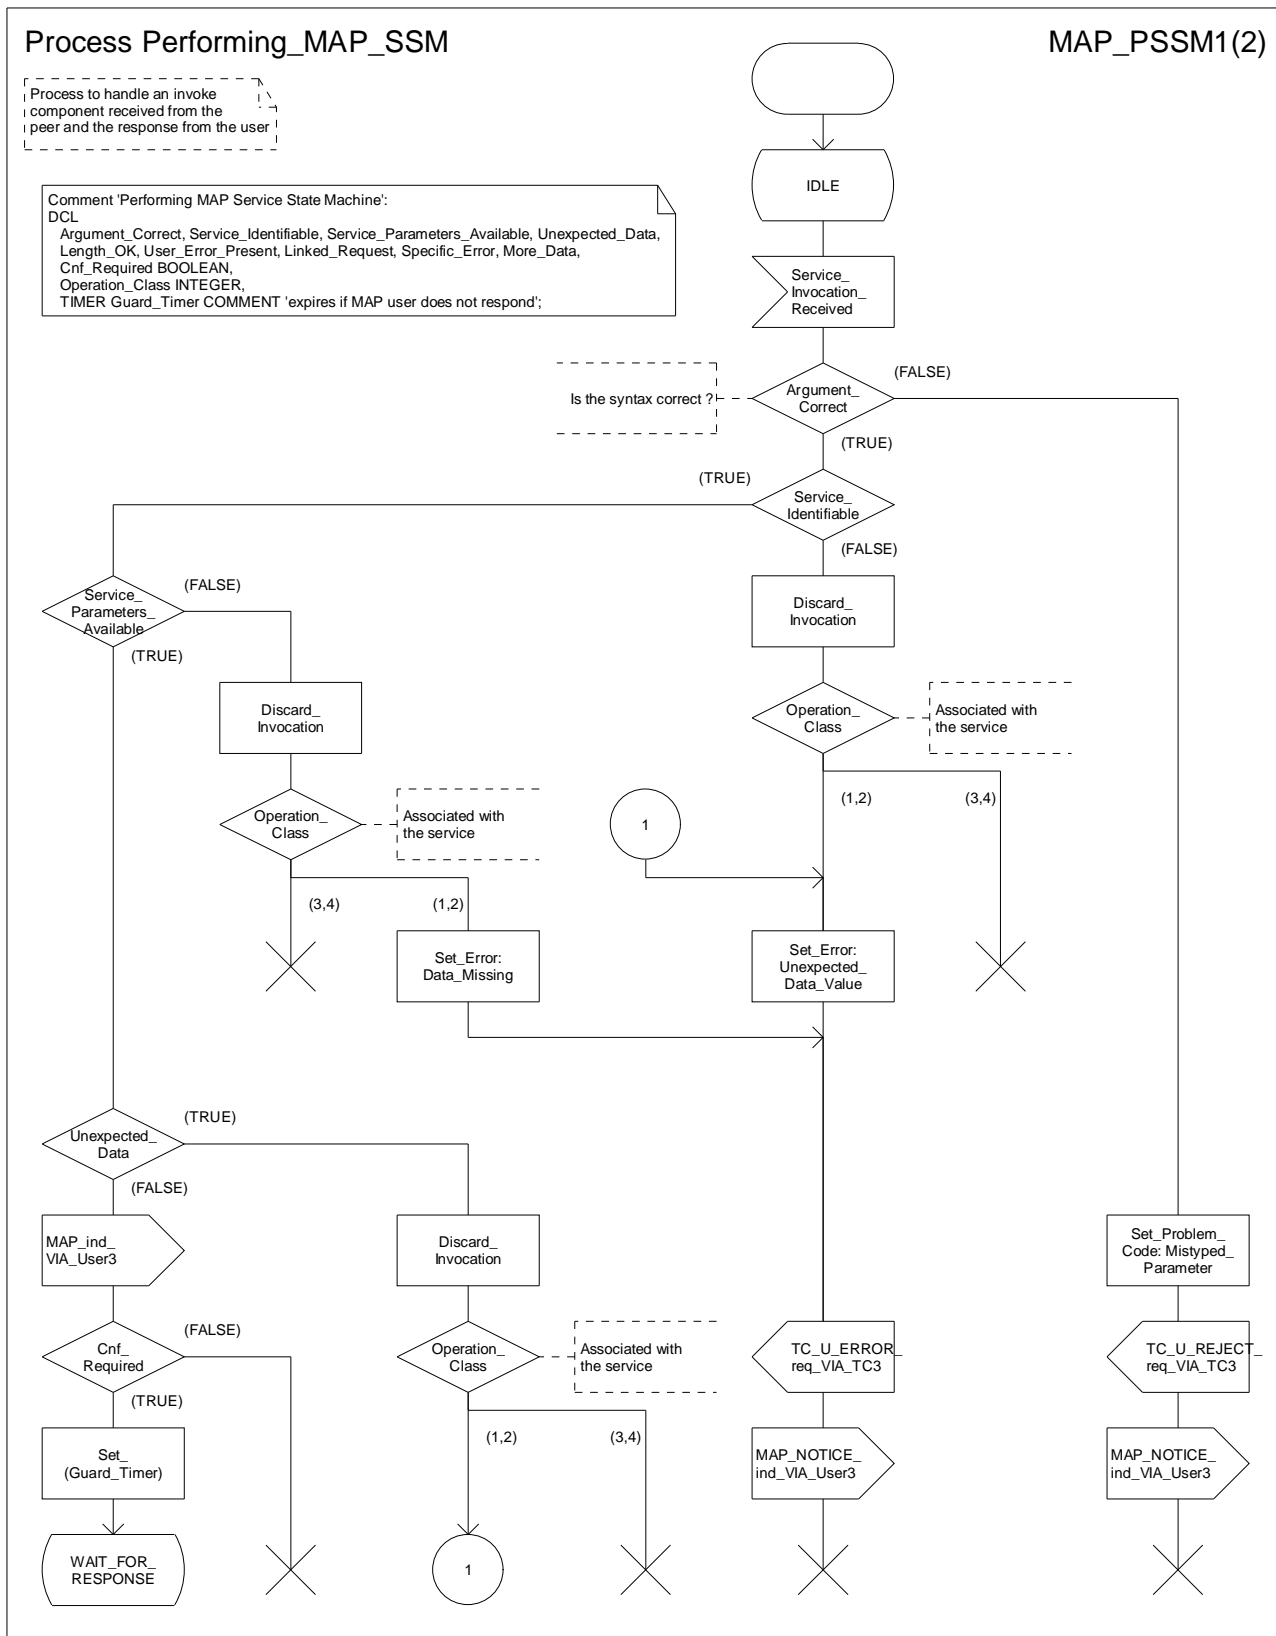 Process Performing_MAP_SSM
MAP_PSSM1(2)
Process to handle an invoke
component received from the
peer and the response from the user
Comment 'Performing MAP Service State Machine':
DCL
Argument_Correct, Service_Identifiable, Service_Parameters_Available, Unexpected_Data,
Length_OK, User_Error_Present, Linked_Request, Specific_Error, More_Data,
Cnf_Required BOOLEAN,
Operation_Class INTEGER,
TIMER Guard_Timer COMMENT 'expires if MAP user does not respond';
IDLE
Service_
Invocation_
Received
Is the syntax correct ?
Argument_
Correct
(FALSE)
(TRUE)
(TRUE)
Service_
Identifiable
(FALSE)
Service_
Parameters_
Available
(FALSE)
(TRUE)
Discard_
Invocation
Discard_
Invocation
Operation_
Class
Associated with
the service
(1,2)
(3,4)
Operation_
Class
Associated with
the service
1
(3,4)
(1,2)
Set_Error:
Data_Missing
Set_Error:
Unexpected_
Data_Value
Unexpected_
Data
(TRUE)
(FALSE)
MAP_ind_
VIA_User3
Discard_
Invocation
Set_Problem_
Code: Mistyped_
Parameter
Cnf_
Required
(FALSE)
(TRUE)
Operation_
Class
Associated with
the service
TC_U_ERROR_
req_VIA_TC3
TC_U_REJECT_
req_VIA_TC3
(1,2)
(3,4)
Set_
(Guard_Timer)
MAP_NOTICE_
ind_VIA_User3
MAP_NOTICE_
ind_VIA_User3
WAIT_FOR_
RESPONSE
1